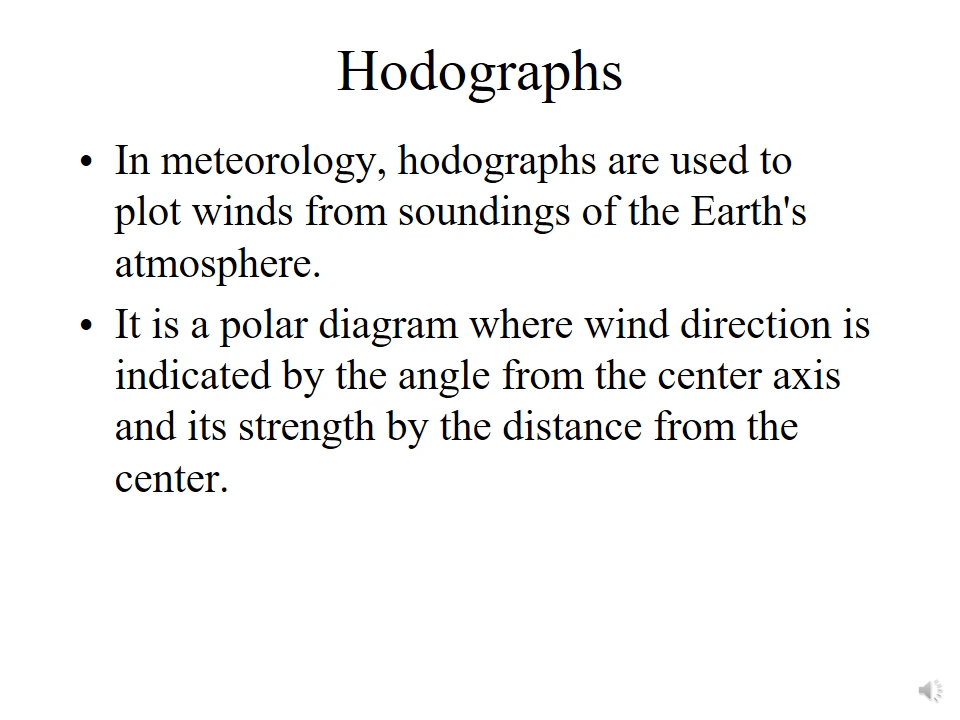 Hodographs
• In meteorology, hodographs are used to
plot winds from soundings of the Earth's
atmosphere.
• It is a polar diagram where wind direction is
indicated by the angle from the center axis
and its strength by the distance from the
center.